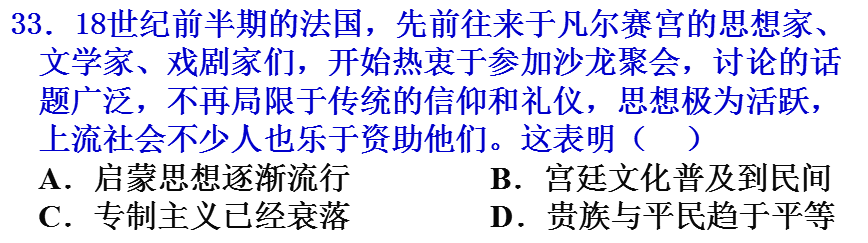 33．18世纪前半期的法国，先前往来于凡尔赛宫的思想家、
文学家、戏剧家们，开始热衷于参加沙龙聚会，讨论的话
题广泛，不再局限于传统的信仰和礼仪，思想极为活跃，
上流社会不少人也乐于资助他们。这表明（　）
A．启蒙思想逐渐流行　B．宫廷文化普及到民间
C．专制主义已经衰落　D．贵族与平民趋于平等